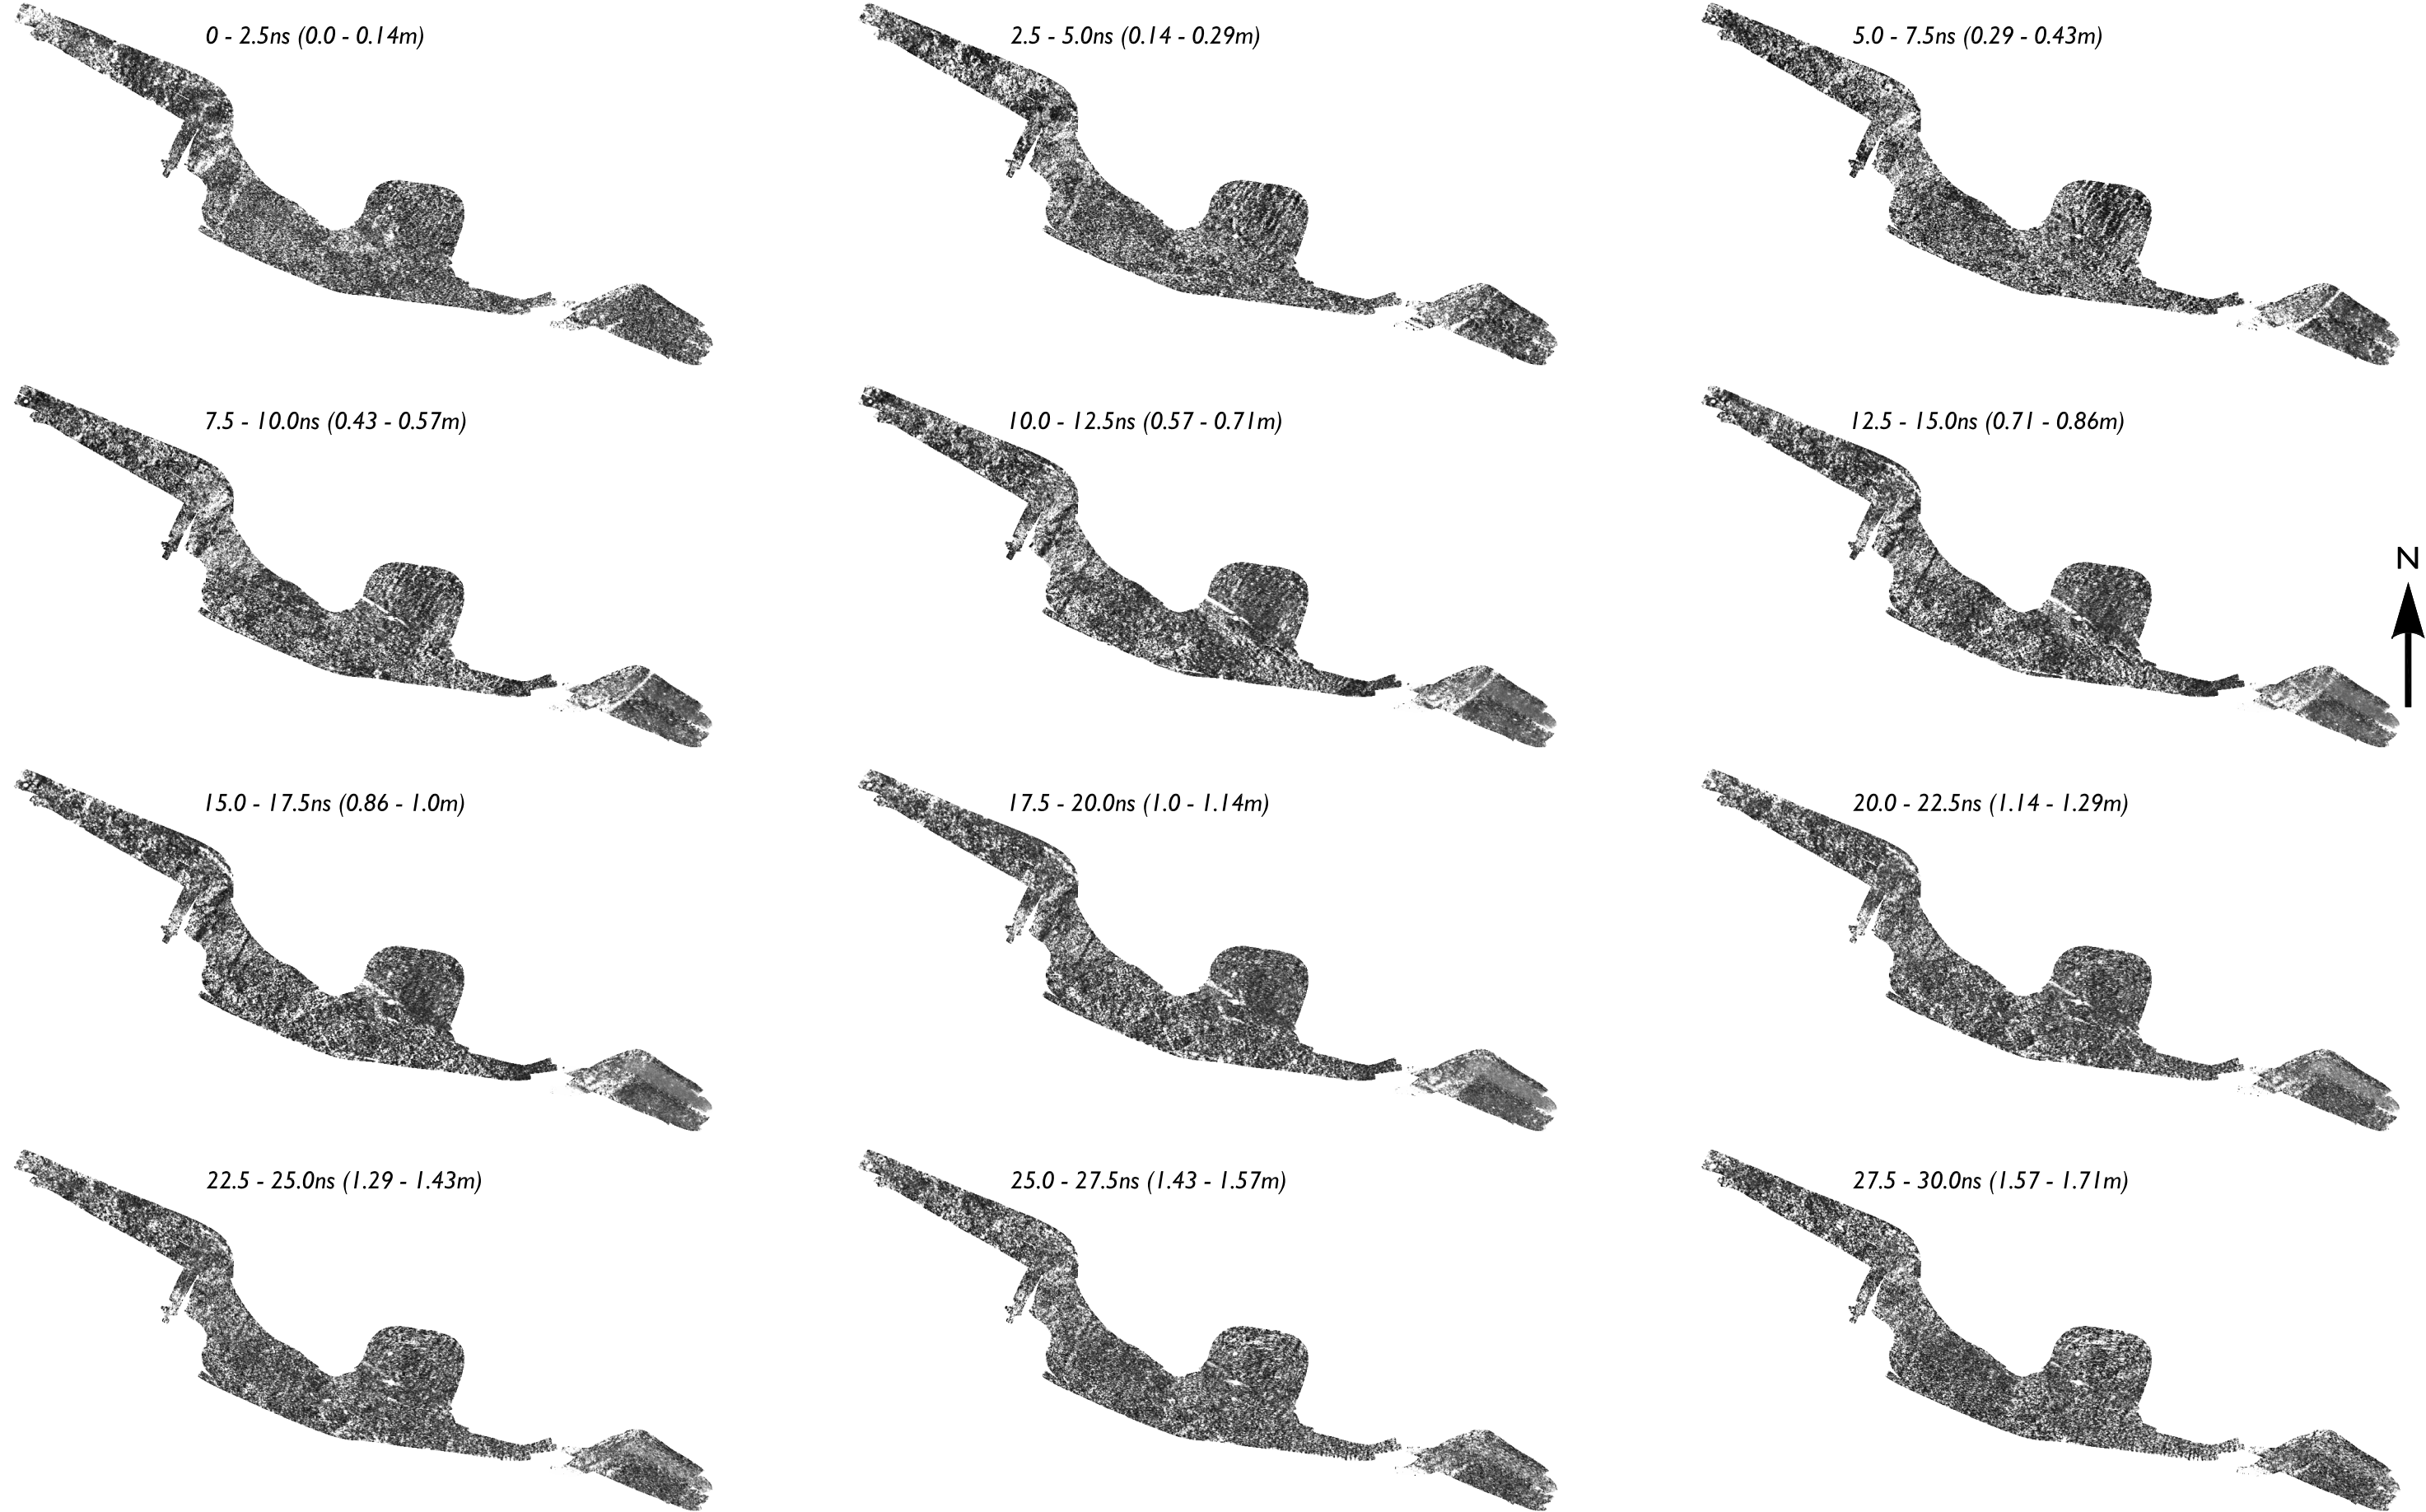 0 - 2.5ns (0.0 - 0.14m)
2.5 - 5.0ns (0.14 - 0.29m)
5.0 - 7.5ns (0.29 - 0.43m)
7.5 - 10.0ns (0.43 - 0.57m)
10.0 - 12.5ns (0.57 - 0.71m)
12.5 - 15.0ns (0.71 - 0.86m)
N
15.0 - 17.5ns (0.86 - 1.0m)
17.5 - 20.0ns (1.0 - 1.14m)
20.0 - 22.5ns (1.14 - 1.29m)
22.5 - 25.0ns (1.29 - 1.43m)
25.0 - 27.5ns (1.43 - 1.57m)
27.5 - 30.0ns (1.57 - 1.71m)